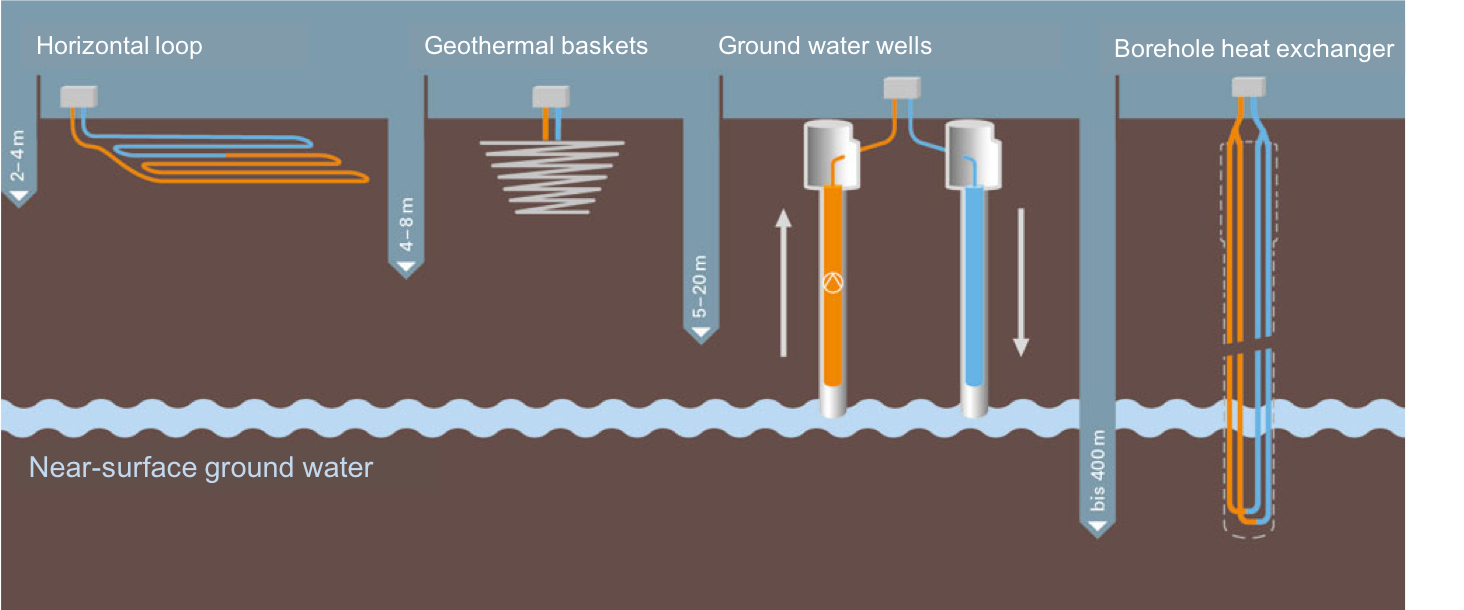 Horizontal loop
Geothermal baskets
Ground water wells
Borehole heat exchanger
2–4 m
4–8 m
5–20 m
bis 400 m
Near-surface ground water